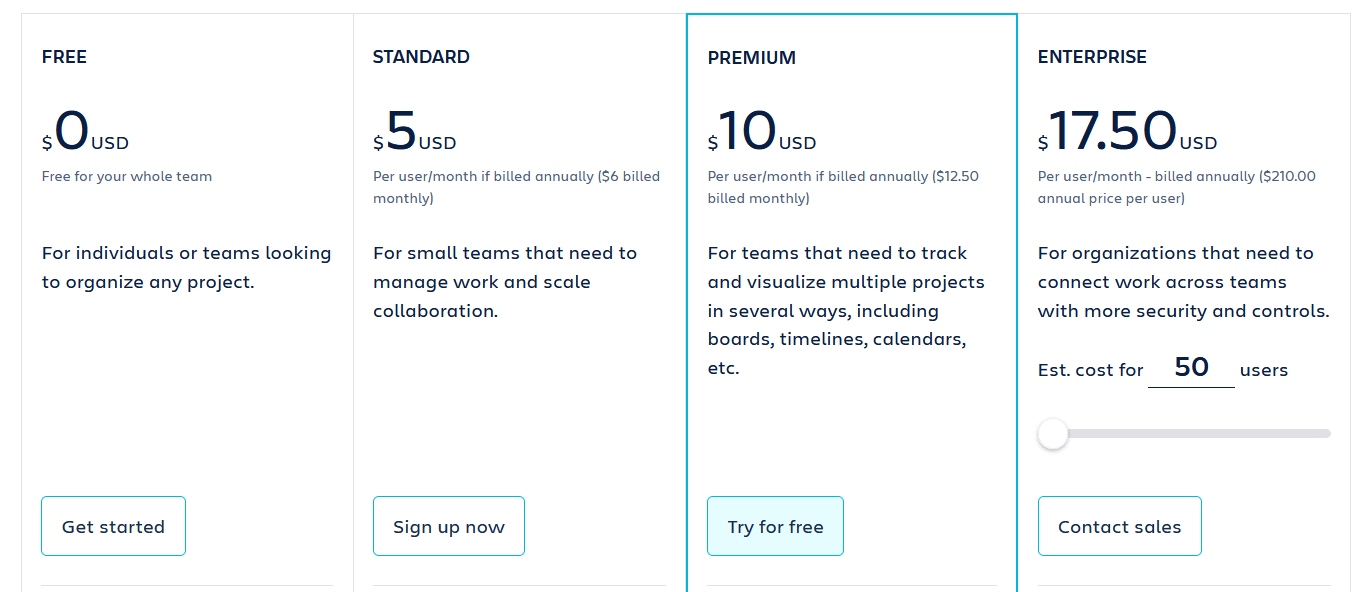 FREE
$0USD
Free for your whole team
For individuals or teams looking
to organize any project.
Get started
STANDARD
$5USD
Per user/month if billed annually ($6 billed
monthly)
For small teams that need to
manage work and scale
collaboration.
Sign up now
PREMIUM
$10USD
Per user/month if billed annually ($12.50
billed monthly)
For teams that need to track
and visualize multiple projects
in several ways, including
boards, timelines, calendars,
etc.
Try for free
ENTERPRISE
$17.50USD
Per user/month - billed annually ($210.00
annual price per user)
For organizations that need to
connect work across teams
with more security and controls.
Est. cost for 50 users
Contact sales